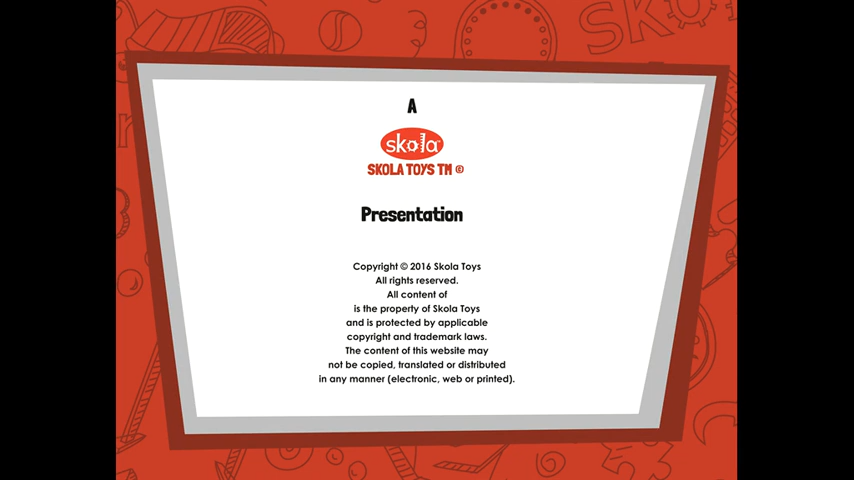 SKO
A
skola
SKOLA TOYS TM ©
Presentation
Copyright © 2016 Skola Toys
All rights reserved.
All content of
is the property of Skola Toys
and is protected by applicable
copyright and trademark laws.
The content of this website may
not be copied, translated or distributed
in any manner (electronic, web or printed).